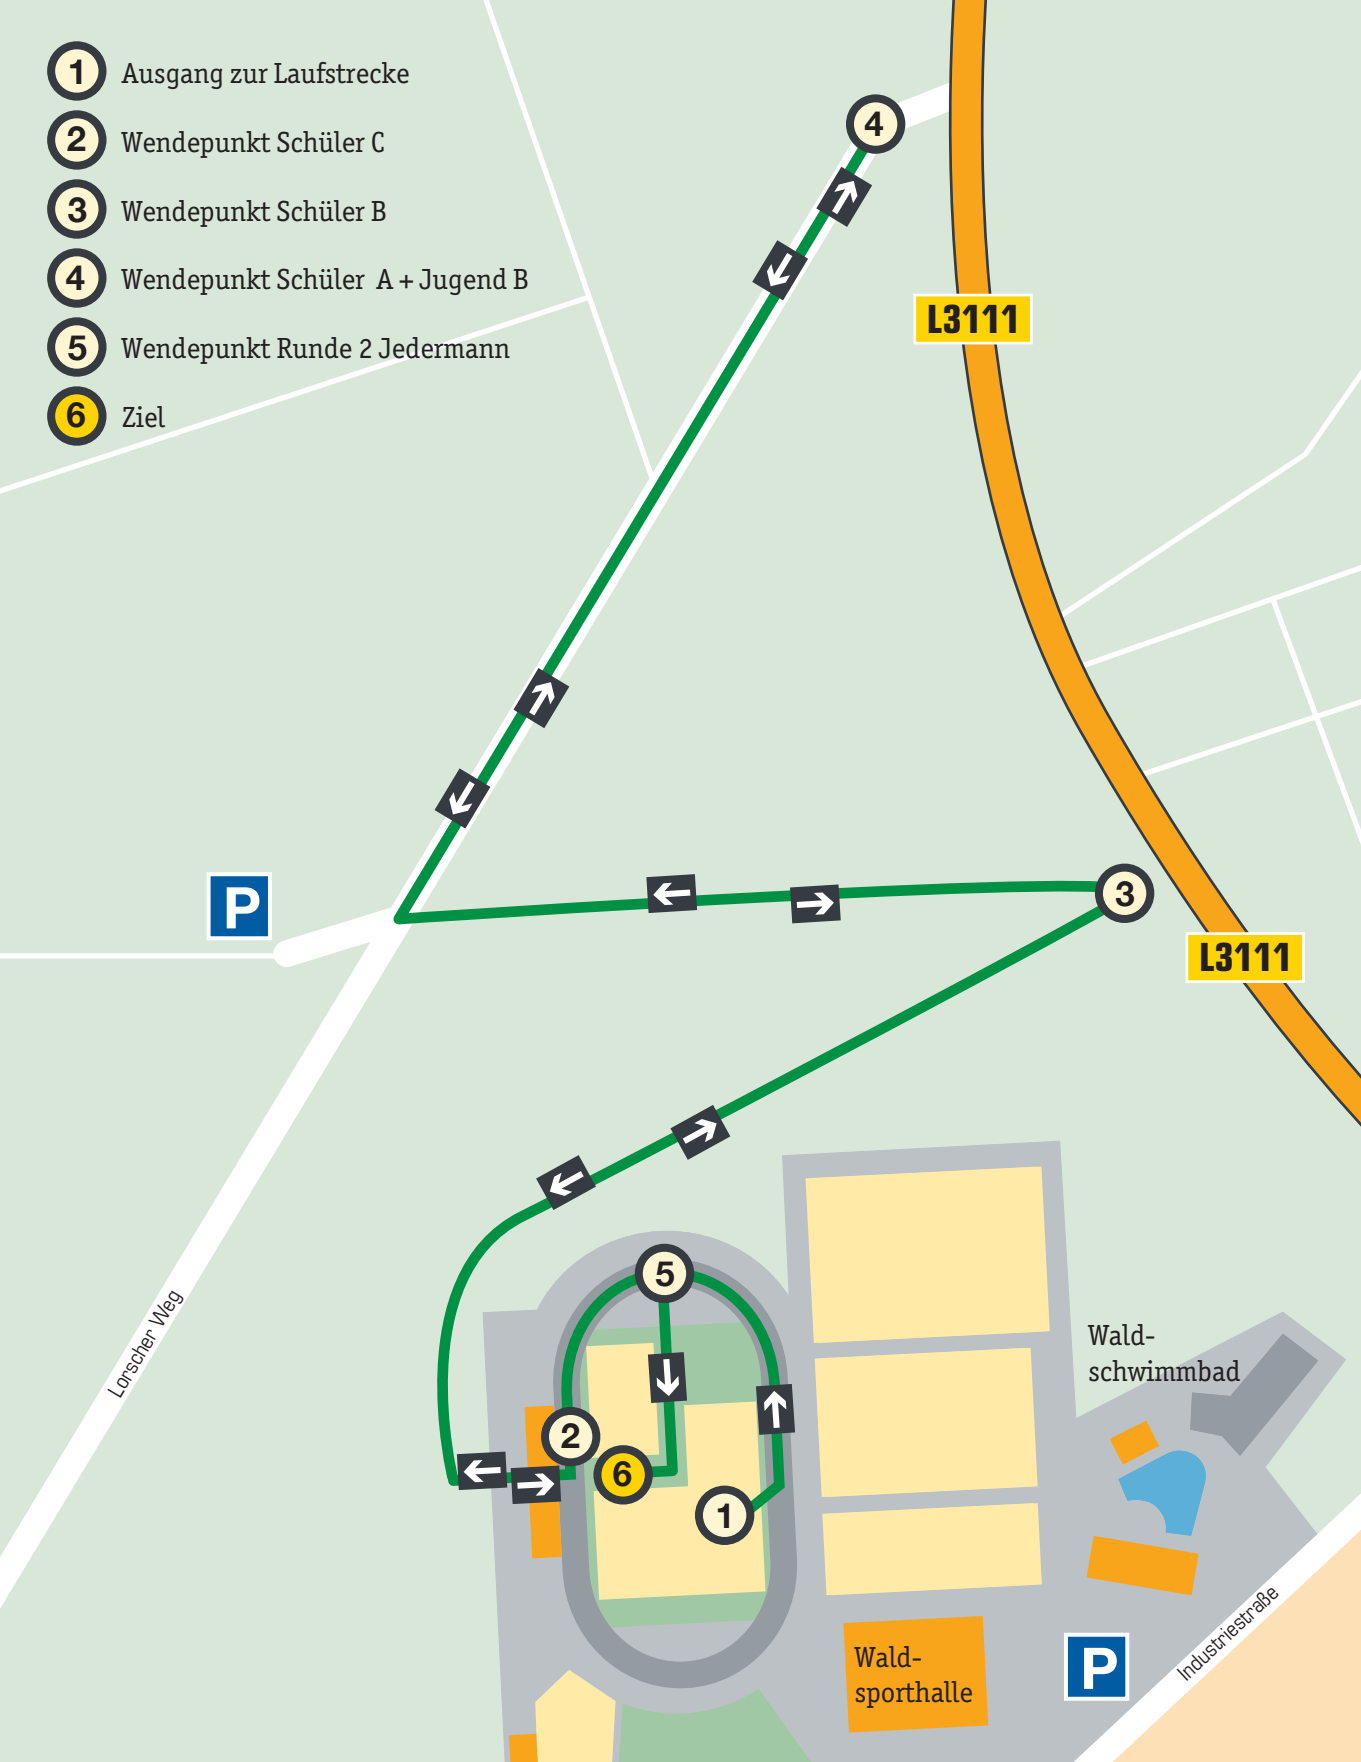 1 Ausgang zur Laufstrecke
2 Wendepunkt Schüler C
3 Wendepunkt Schüler B
4 Wendepunkt Schüler A + Jugend B
5 Wendepunkt Runde 2 Jedermann
6 Ziel
4
L3111
P
3
L3111
5
Lorscher Weg
Wald-
schwimmbad
2
6
1
Wald-
sporthalle
P
Industriestraße